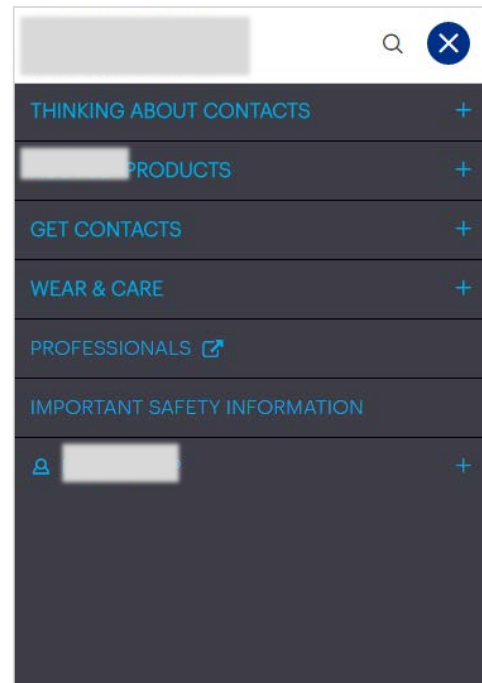 THINKING ABOUT CONTACTS
PRODUCTS
GET CONTACTS
WEAR & CARE
PROFESSIONALS
IMPORTANT SAFETY INFORMATION